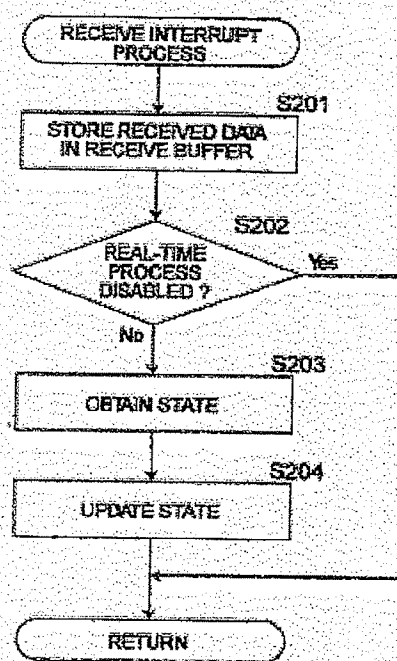 RECEIVE INTERRUPT
PROCESS
S201
STORE RECEIVED DATA
IN RECEIVE BUFFER
S202
REAL-TIME
PROCESS
DISABLED ?
Yes
No
S203
OBTAIN STATE
S204
UPDATE STATE
RETURN